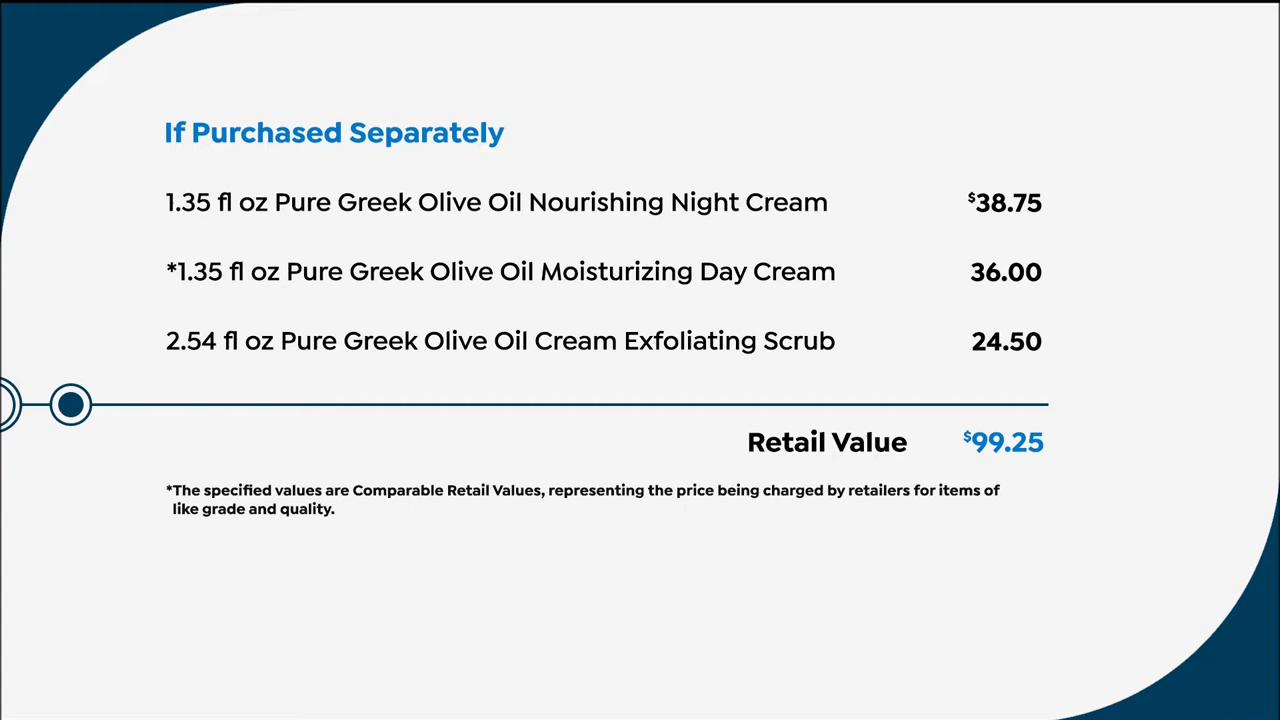 If Purchased Separately
1.35 fl oz Pure Greek Olive Oil Nourishing Night Cream $38.75
*1.35 fl oz Pure Greek Olive Oil Moisturizing Day Cream 36.00
2.54 fl oz Pure Greek Olive Oil Cream Exfoliating Scrub 24.50
Retail Value $99.25
*The specified values are Comparable Retail Values, representing the price being charged by retailers for items of
like grade and quality.